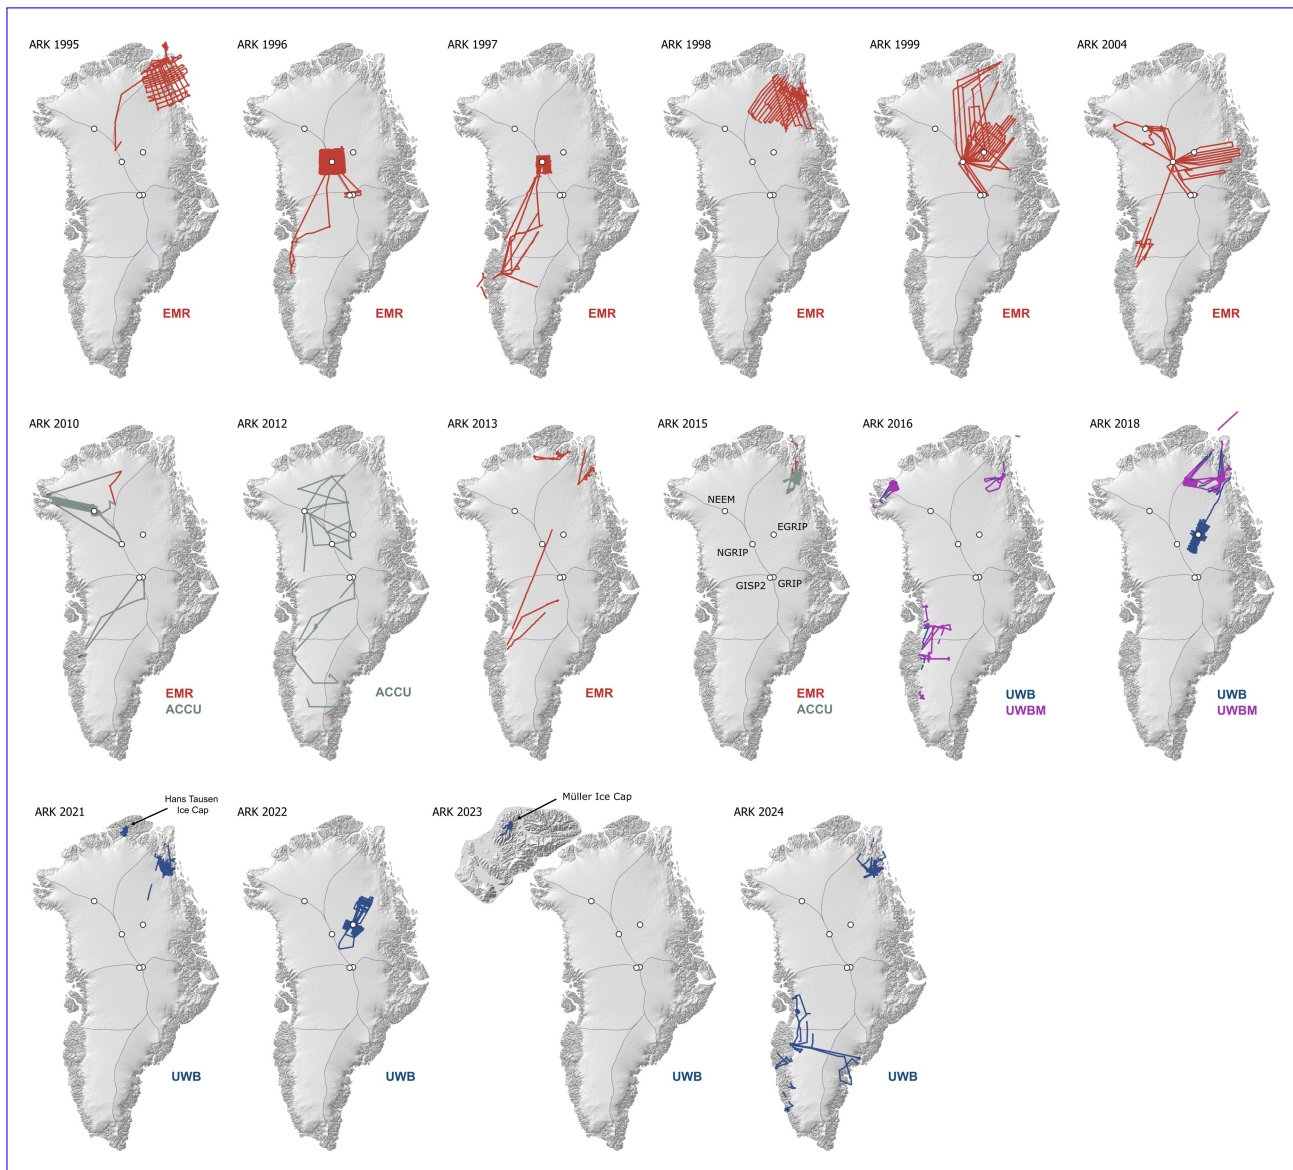 ARK 1995
ARK 1996
ARK 1997
ARK 1998
ARK 1999
ARK 2004
EMR
EMR
EMR
EMR
EMR
EMR
ARK 2010
ARK 2012
ARK 2013
ARK 2015
ARK 2016
ARK 2018
NEEM
EGRIP
NGRIP
GISP2
GRIP
EMR
ACCU
ACCU
EMR
EMR
ACCU
UWB
UWBM
UWB
UWBM
ARK 2021
Hans Tausen
Ice Cap
ARK 2022
ARK 2023
Müller Ice Cap
ARK 2024
UWB
UWB
UWB
UWB